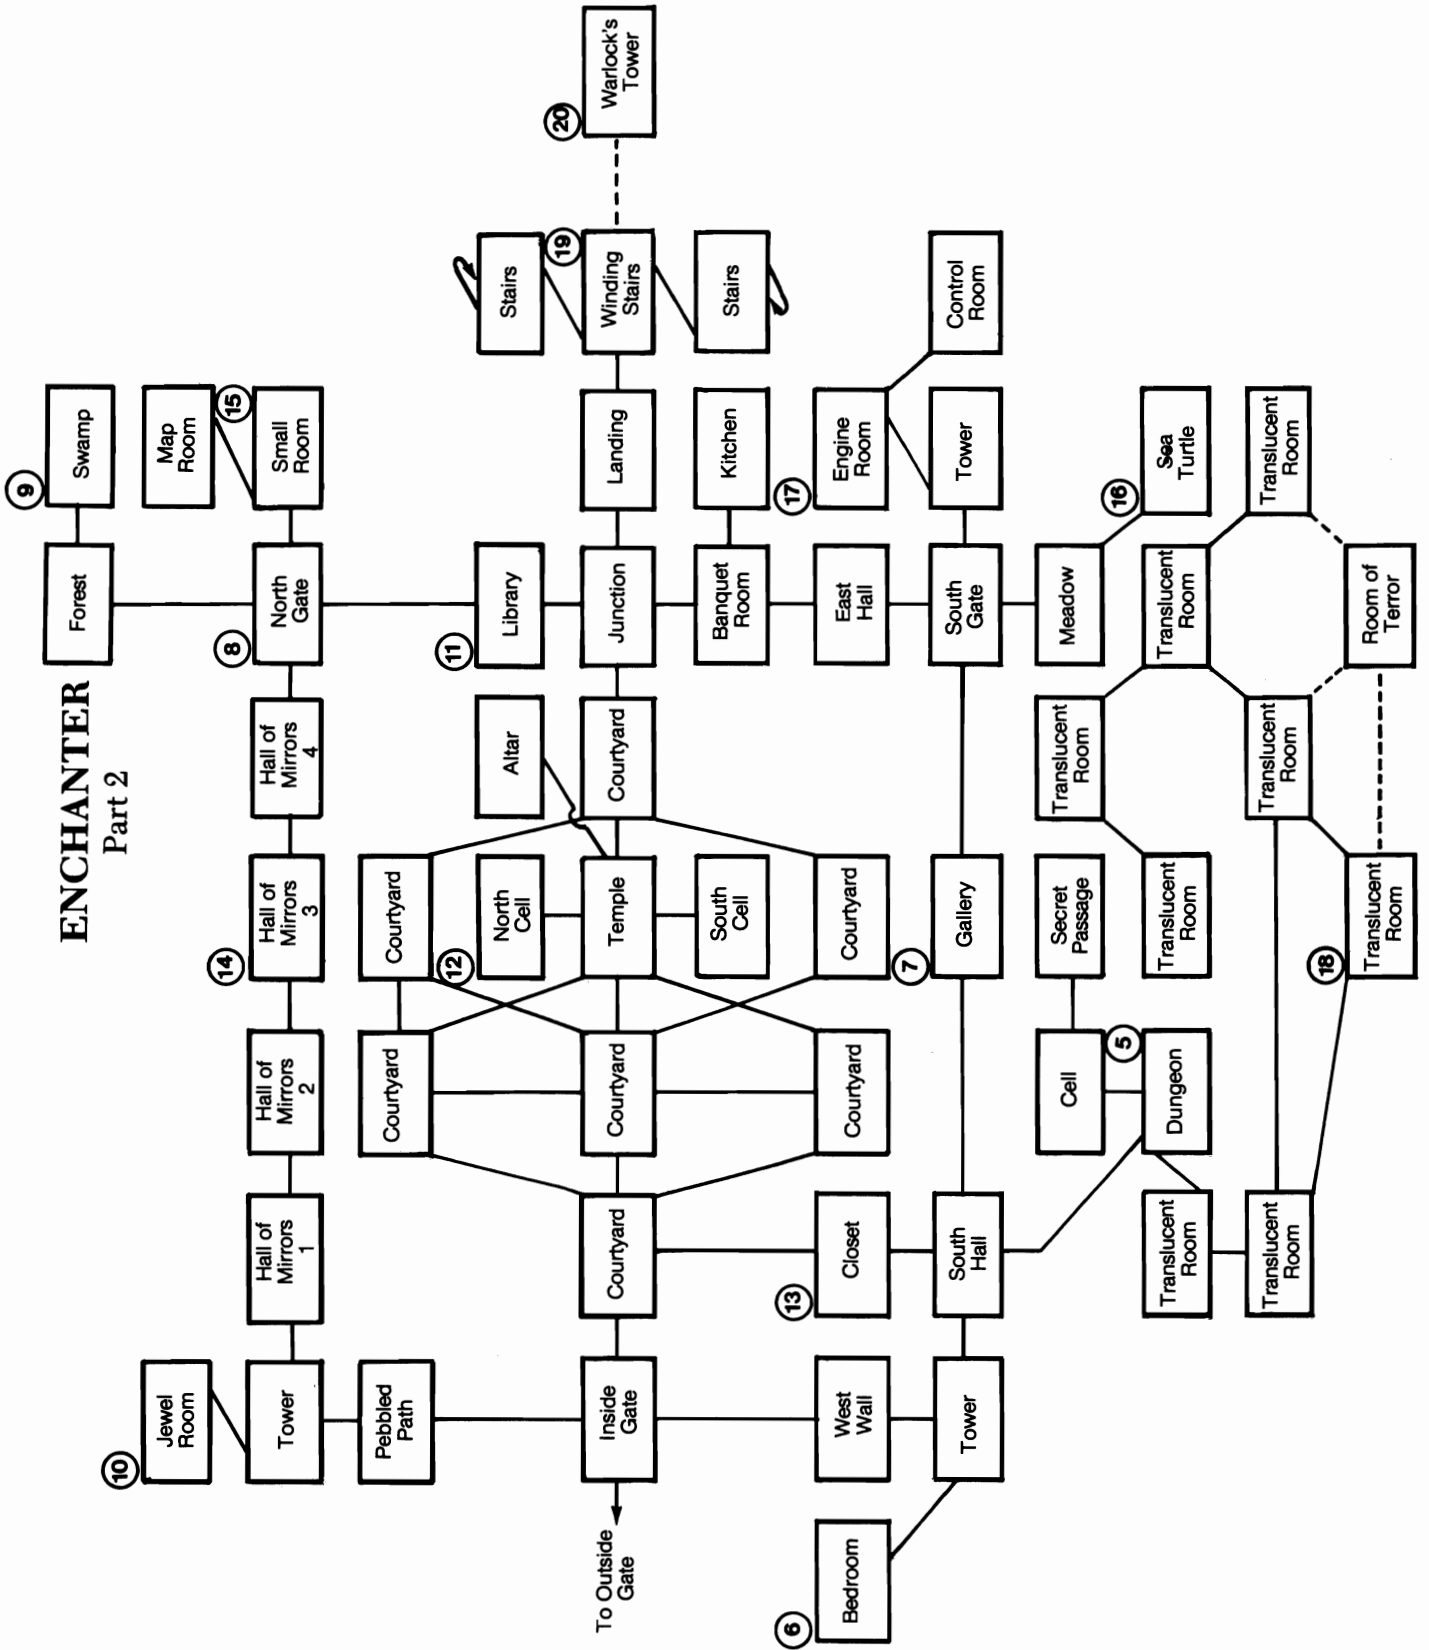 ENCHANTER
Part 2
9
Swamp
Forest
Map
Room
15
Small
Room
8
North
Gate
Hall of
Mirrors
4
14
Hall of
Mirrors
3
Hall of
Mirrors
2
Hall of
Mirrors
1
10
Jewel
Room
Tower
Pebbled
Path
20
Warlock's
Tower
Stairs
19
Winding
Stairs
Stairs
Landing
Kitchen
11
Library
Junction
Banquet
Room
East
Hall
Altar
Courtyard
Courtyard
12
North
Cell
Temple
South
Cell
Courtyard
Courtyard
Courtyard
Courtyard
Courtyard
13
Closet
Inside
Gate
To Outside
Gate
West
Wall
6
Bedroom
Tower
South
Hall
7
Gallery
South
Gate
17
Engine
Room
Control
Room
Tower
Meadow
16
Sea
Turtle
Translucent
Room
Translucent
Room
Room of
Terror
Translucent
Room
Translucent
Room
Secret
Passage
Translucent
Room
18
Translucent
Room
Cell
5
Dungeon
Translucent
Room
Translucent
Room